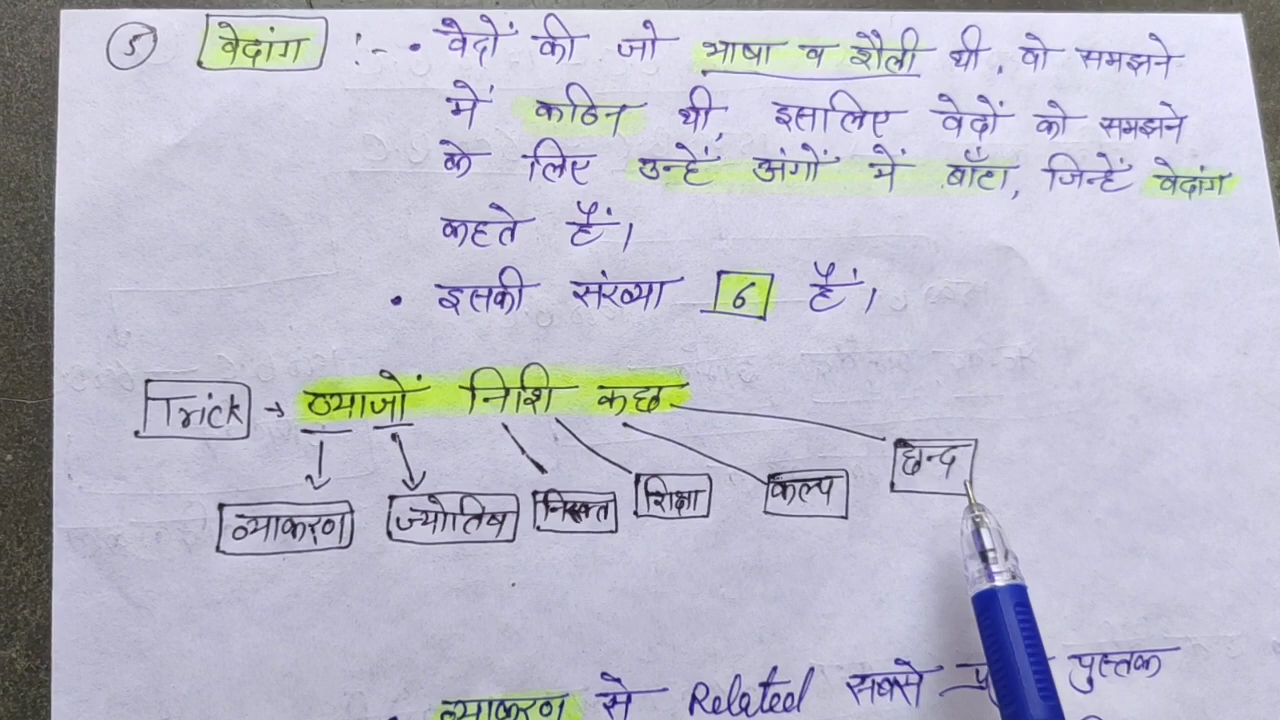 5 वेदांग :- • वेदों की जो भाषा व शैली थी, वो समझने
में कठिन थी, इसलिए वेदों को समझने
के लिए उन्हें अंगों में बाँटा, जिन्हें वेदांग
कहते हैं।
• इसकी संख्या 6 हैं।
Trick → व्याजों निशि कछ
छन्द
व्याकरण ज्योतिष निरुक्त शिक्षा कल्प
• व्याकरण से Related सबसे पुस्तक